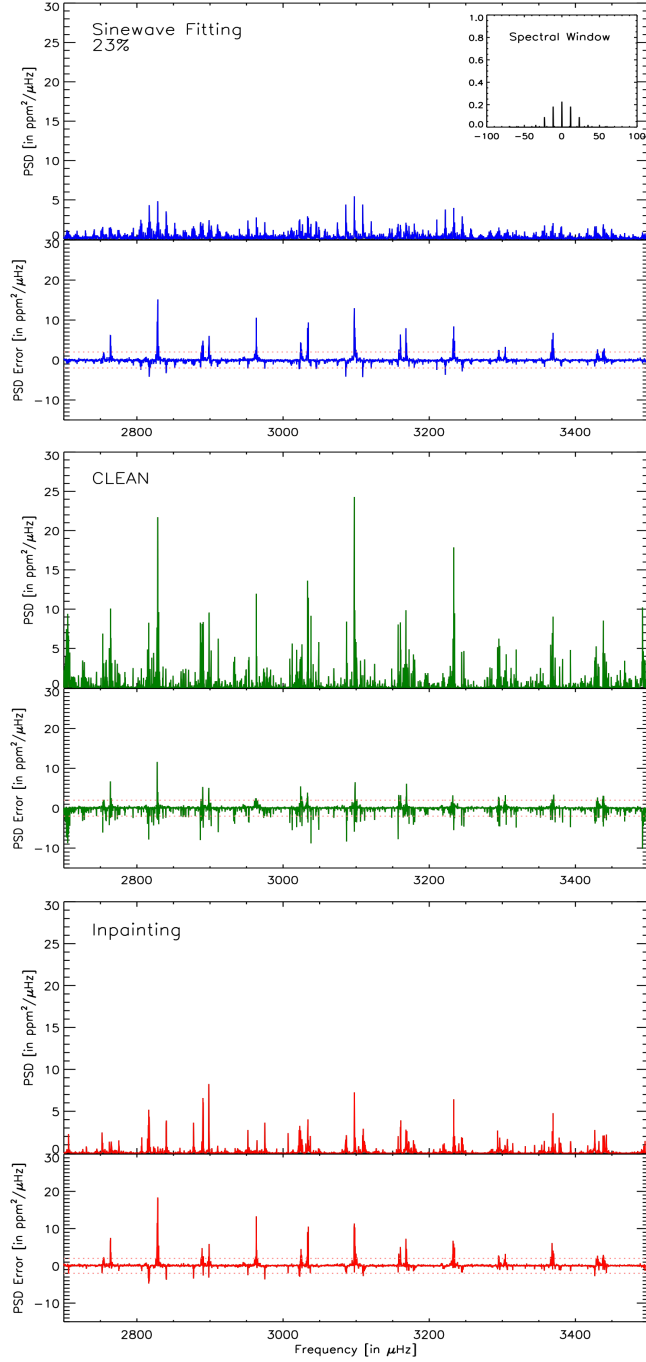 Sinewave Fitting
23%
Spectral Window
1.0
0.8
0.6
0.4
0.2
0.0
-100 -50 0 50 100
30
25
20
15
10
5
0
PSD [in ppm²/μHz]
30
20
10
0
-10
PSD Error [in ppm²/μHz]
2800 3000 3200 3400
CLEAN
30
25
20
15
10
5
0
PSD [in ppm²/μHz]
30
20
10
0
-10
PSD Error [in ppm²/μHz]
2800 3000 3200 3400
Inpainting
30
25
20
15
10
5
0
PSD [in ppm²/μHz]
30
20
10
0
-10
PSD Error [in ppm²/μHz]
2800 3000 3200 3400
Frequency [in μHz]